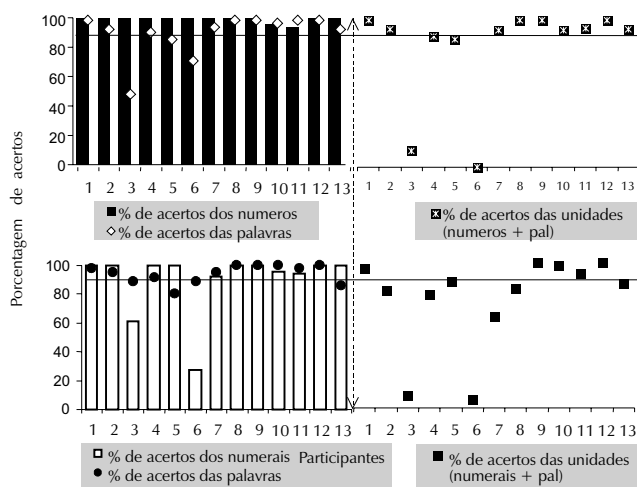 Porcentagem de acertos
100
80
60
40
20
0
1 2 3 4 5 6 7 8 9 10 11 12 13
1 2 3 4 5 6 7 8 9 10 11 12 13
% de acertos dos numeros
% de acertos das palavras
% de acertos das unidades
(numeros + pal)
100
80
60
40
20
0
1 2 3 4 5 6 7 8 9 10 11 12 13
1 2 3 4 5 6 7 8 9 10 11 12 13
% de acertos dos numerais Participantes
% de acertos das palavras
% de acertos das unidades
(numerais + pal)